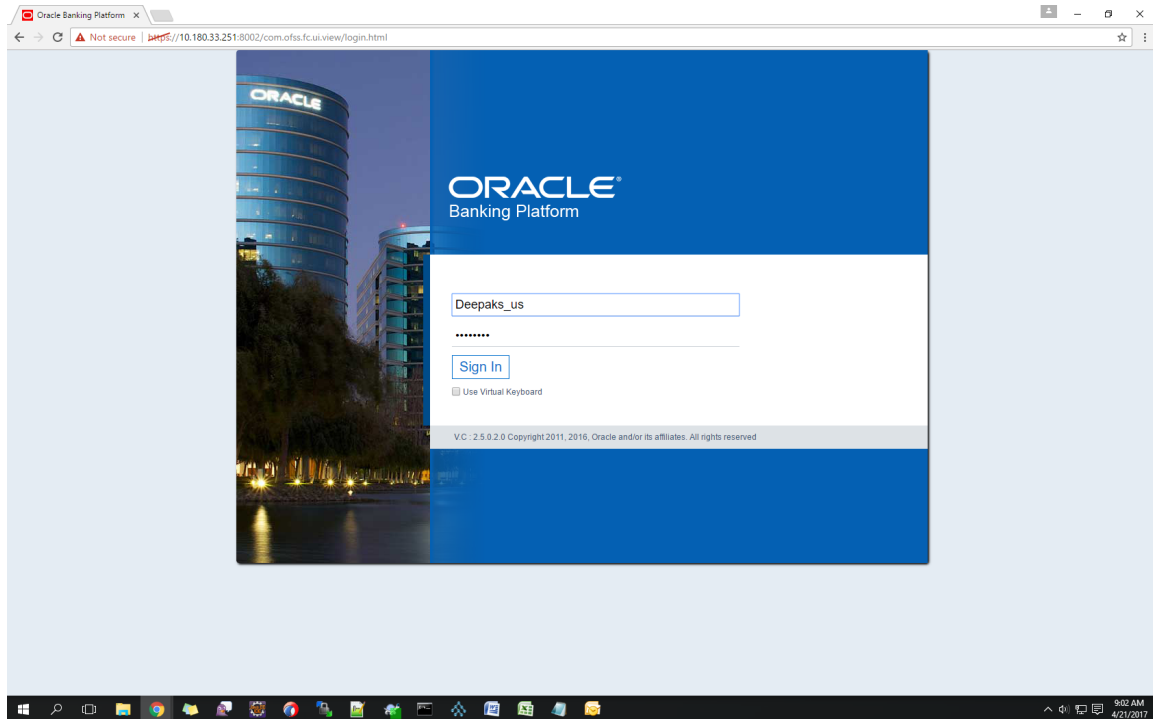 Oracle Banking Platform
Not secure | https://10.180.33.251:8002/com.ofss.fc.ui.view/login.html
ORACLE
ORACLE®
Banking Platform
Deepaks_us
••••••••
Sign In
Use Virtual Keyboard
V.C : 2.5.0.2.0 Copyright 2011, 2016, Oracle and/or its affiliates. All rights reserved
9:02 AM
4/21/2017